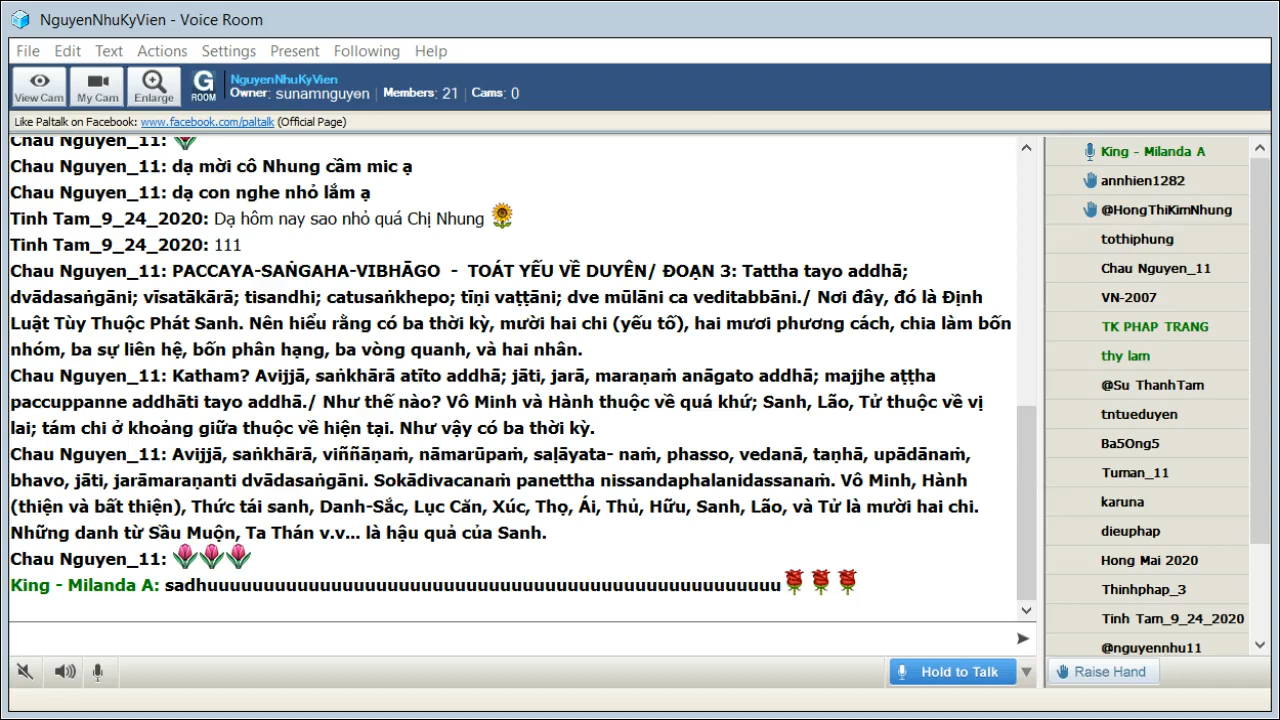 NguyenNhuKyVien - Voice Room
File Edit Text Actions Settings Present Following Help
View Cam
My Cam
Enlarge
G ROOM
NguyenNhuKyVien
Owner: sunamnguyen | Members: 21 | Cams: 0
Like Paltalk on Facebook: www.facebook.com/paltalk (Official Page)
Chau Nguyen_11:
Chau Nguyen_11: dạ mời cô Nhung cầm mic ạ
Chau Nguyen_11: dạ con nghe nhỏ lắm ạ
Tinh Tam_9_24_2020: Dạ hôm nay sao nhỏ quá Chị Nhung
Tinh Tam_9_24_2020: 111
Chau Nguyen_11: PACCAYA-SAṄGAHA-VIBHĀGO - TOÁT YẾU VỀ DUYÊN/ ĐOẠN 3: Tattha tayo addhā;
dvādasaṅgāni; vīsatākārā; tisandhi; catusaṅkhepo; tīṇi vaṭṭāni; dve mūlāni ca veditabbāni./ Nơi đây, đó là Định
Luật Tùy Thuộc Phát Sanh. Nên hiểu rằng có ba thời kỳ, mười hai chi (yếu tố), hai mươi phương cách, chia làm bốn
nhóm, ba sự liên hệ, bốn phân hạng, ba vòng quanh, và hai nhân.
Chau Nguyen_11: Katham? Avijjā, saṅkhārā atīto addhā; jāti, jarā, maraṇaṁ anāgato addhā; majjhe aṭṭha
paccuppanne addhāti tayo addhā./ Như thế nào? Vô Minh và Hành thuộc về quá khứ; Sanh, Lão, Tử thuộc về vị
lai; tám chi ở khoảng giữa thuộc về hiện tại. Như vậy có ba thời kỳ.
Chau Nguyen_11: Avijjā, saṅkhārā, viññāṇaṁ, nāmarūpaṁ, saḷāyata- naṁ, phasso, vedanā, taṇhā, upādānaṁ,
bhavo, jāti, jarāmaraṇanti dvādasaṅgāni. Sokādivacanaṁ panettha nissandaphalanidassanaṁ. Vô Minh, Hành
(thiện và bất thiện), Thức tái sanh, Danh-Sắc, Lục Căn, Xúc, Thọ, Ái, Thủ, Hữu, Sanh, Lão, và Tử là mười hai chi.
Những danh từ Sầu Muộn, Ta Thán v.v... là hậu quả của Sanh.
Chau Nguyen_11:
King - Milanda A: sadhuuuuuuuuuuuuuuuuuuuuuuuuuuuuuuuuuuuuuuuuuuuuuuuuuuu
Hold to Talk
King - Milanda A
annhien1282
@HongThiKimNhung
tothiphung
Chau Nguyen_11
VN-2007
TK PHAP TRANG
thy lam
@Su ThanhTam
tntueduyen
Ba5Ong5
Tuman_11
karuna
dieuphap
Hong Mai 2020
Thinhphap_3
Tinh Tam_9_24_2020
@nguyennhu11
Raise Hand